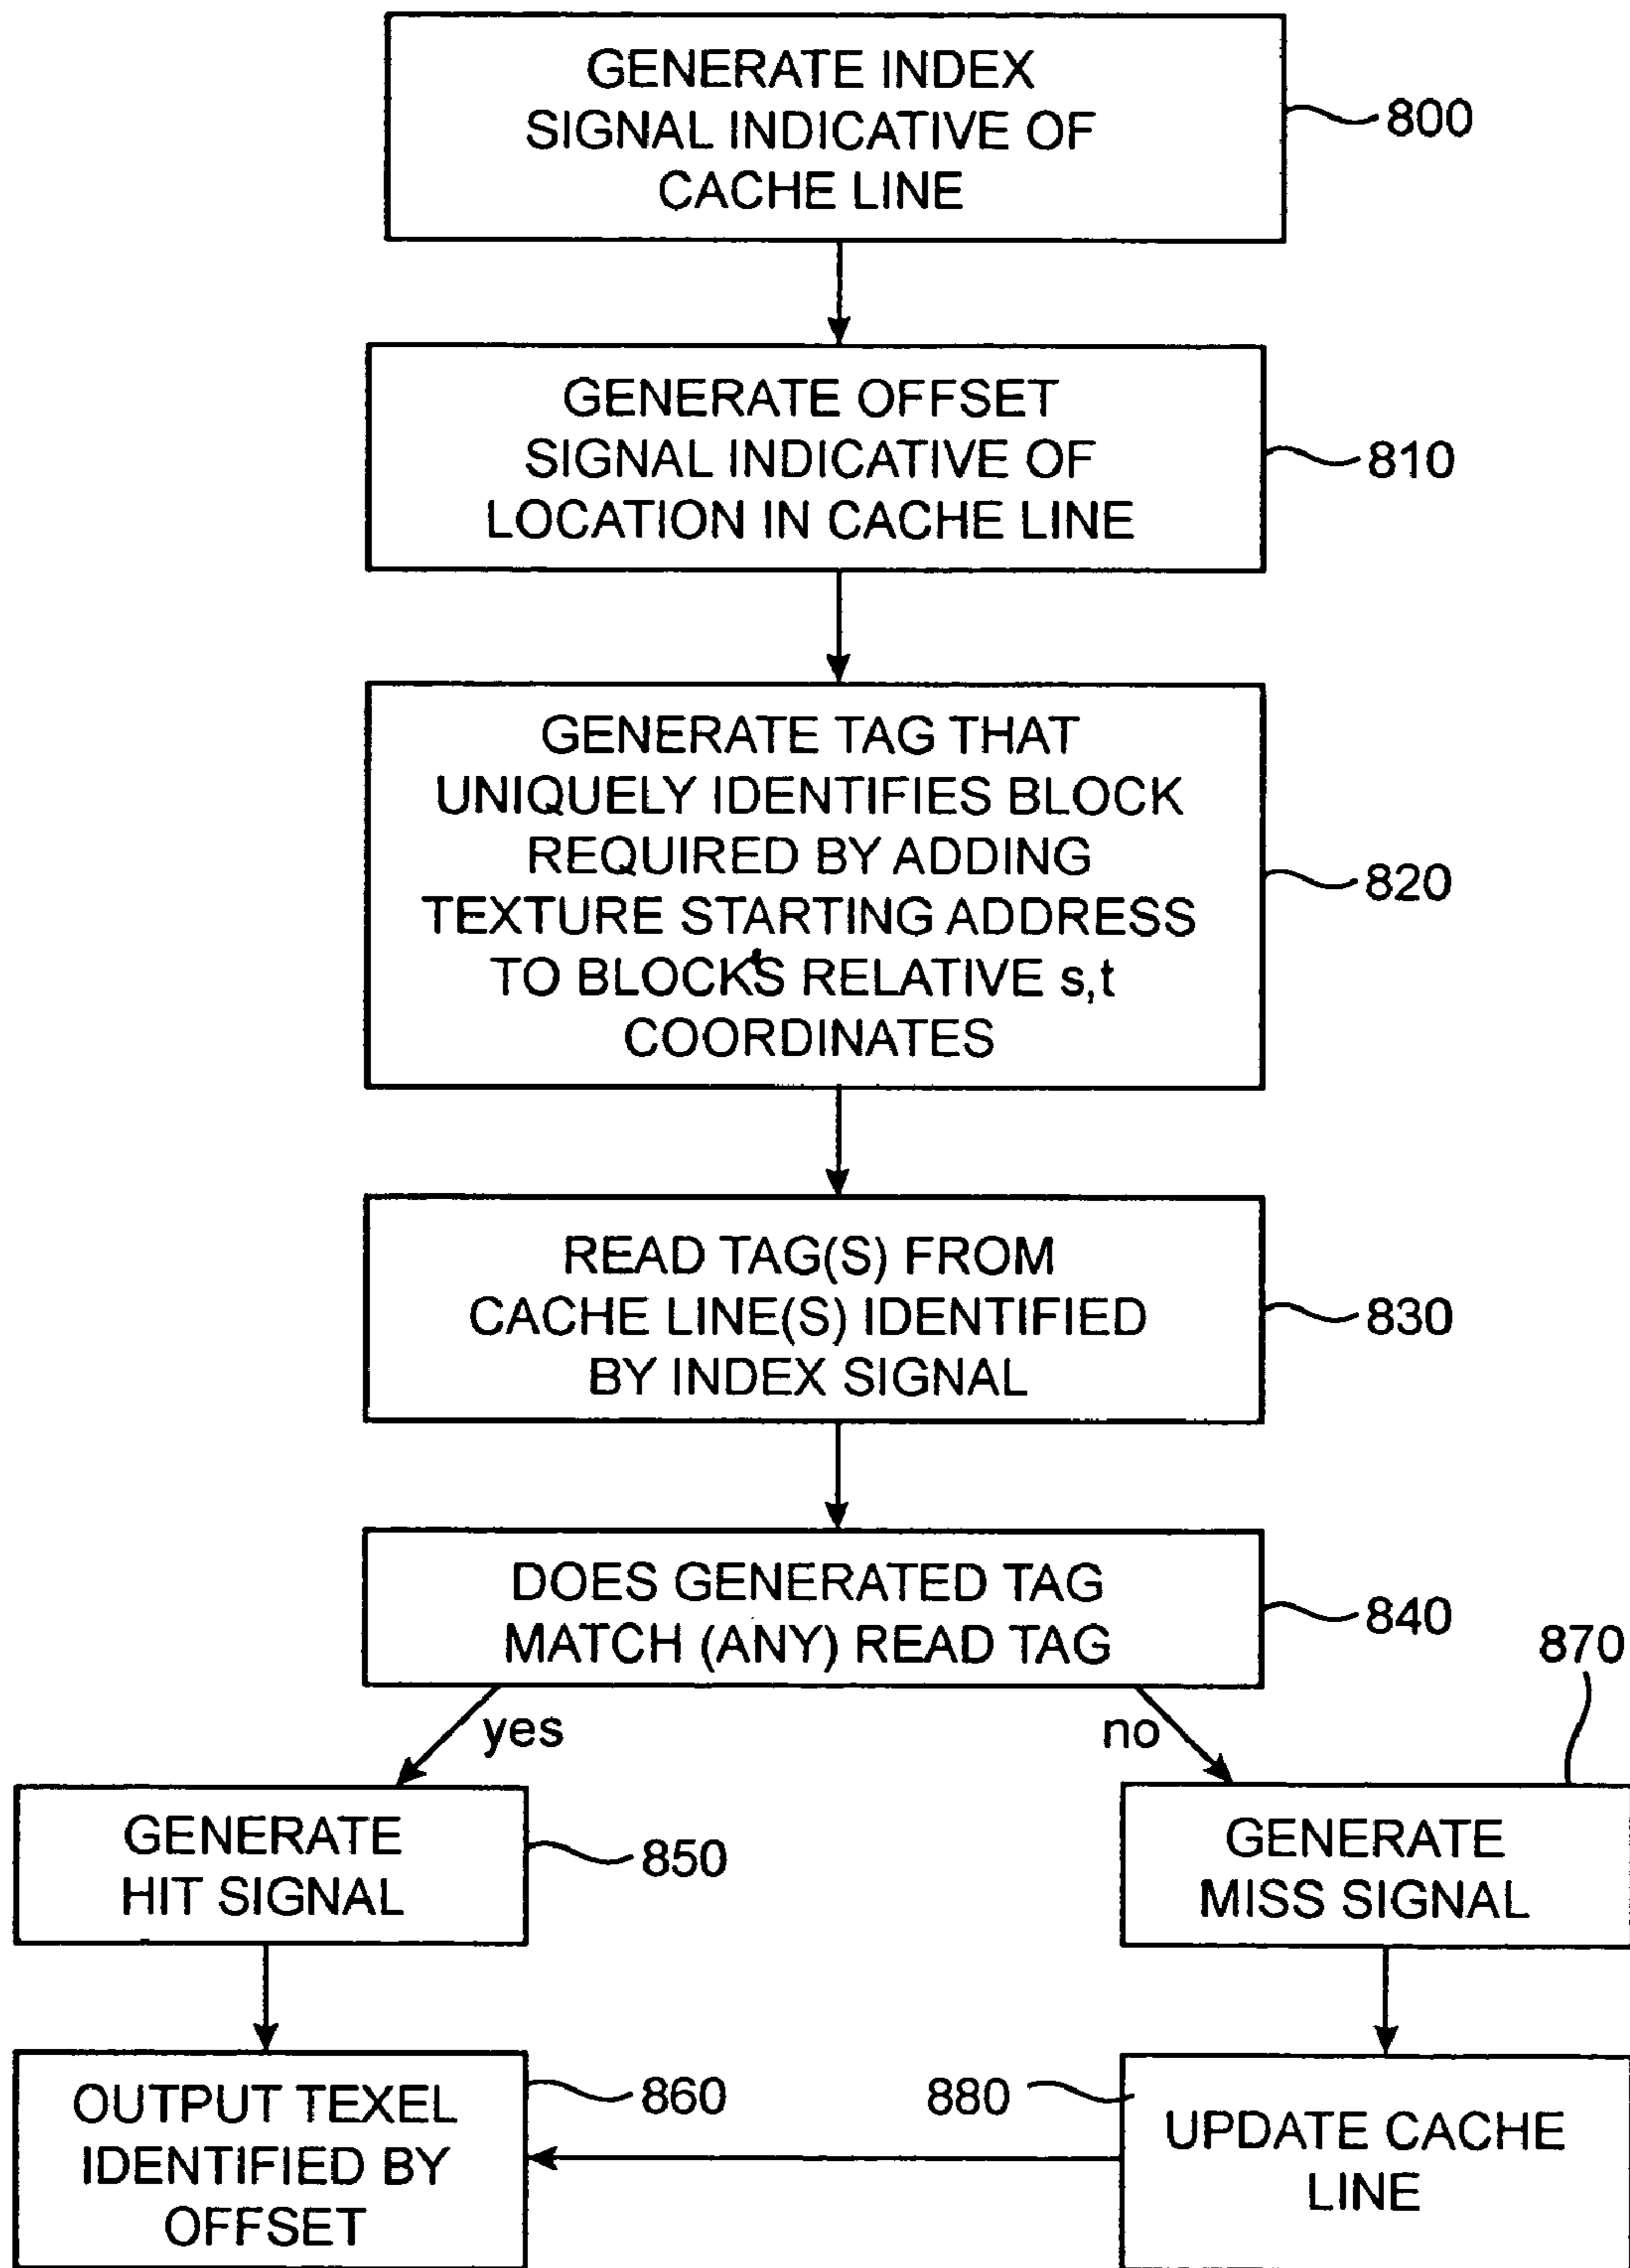 GENERATE INDEX
SIGNAL INDICATIVE OF
CACHE LINE
800
GENERATE OFFSET
SIGNAL INDICATIVE OF
LOCATION IN CACHE LINE
810
GENERATE TAG THAT
UNIQUELY IDENTIFIES BLOCK
REQUIRED BY ADDING
TEXTURE STARTING ADDRESS
TO BLOCK'S RELATIVE s,t
COORDINATES
820
READ TAG(S) FROM
CACHE LINE(S) IDENTIFIED
BY INDEX SIGNAL
830
DOES GENERATED TAG
MATCH (ANY) READ TAG
840
yes
no
870
GENERATE
HIT SIGNAL
850
GENERATE
MISS SIGNAL
OUTPUT TEXEL
IDENTIFIED BY
OFFSET
860
880
UPDATE CACHE
LINE